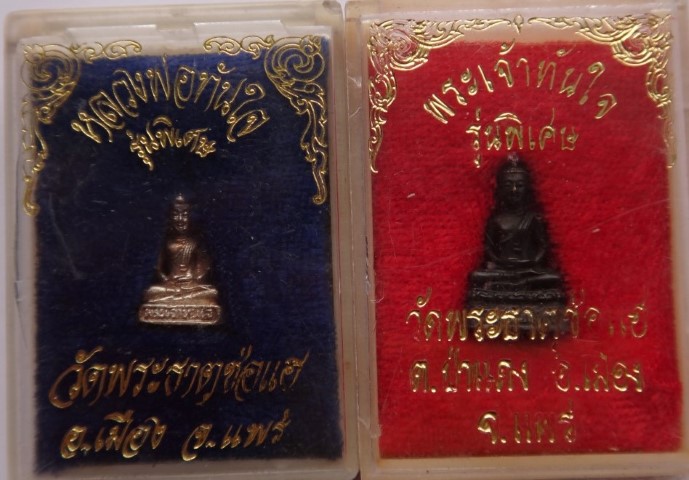 หลวงพ่อทันใจ
รุ่นพิเศษ
วัดพระธาตุช่อแฮ
อ.เมือง จ.แพร่
พระเจ้าทันใจ
รุ่นพิเศษ
วัดพระธาตุช่อแฮ
ต.ป่าแดง อ.เมือง
จ.แพร่